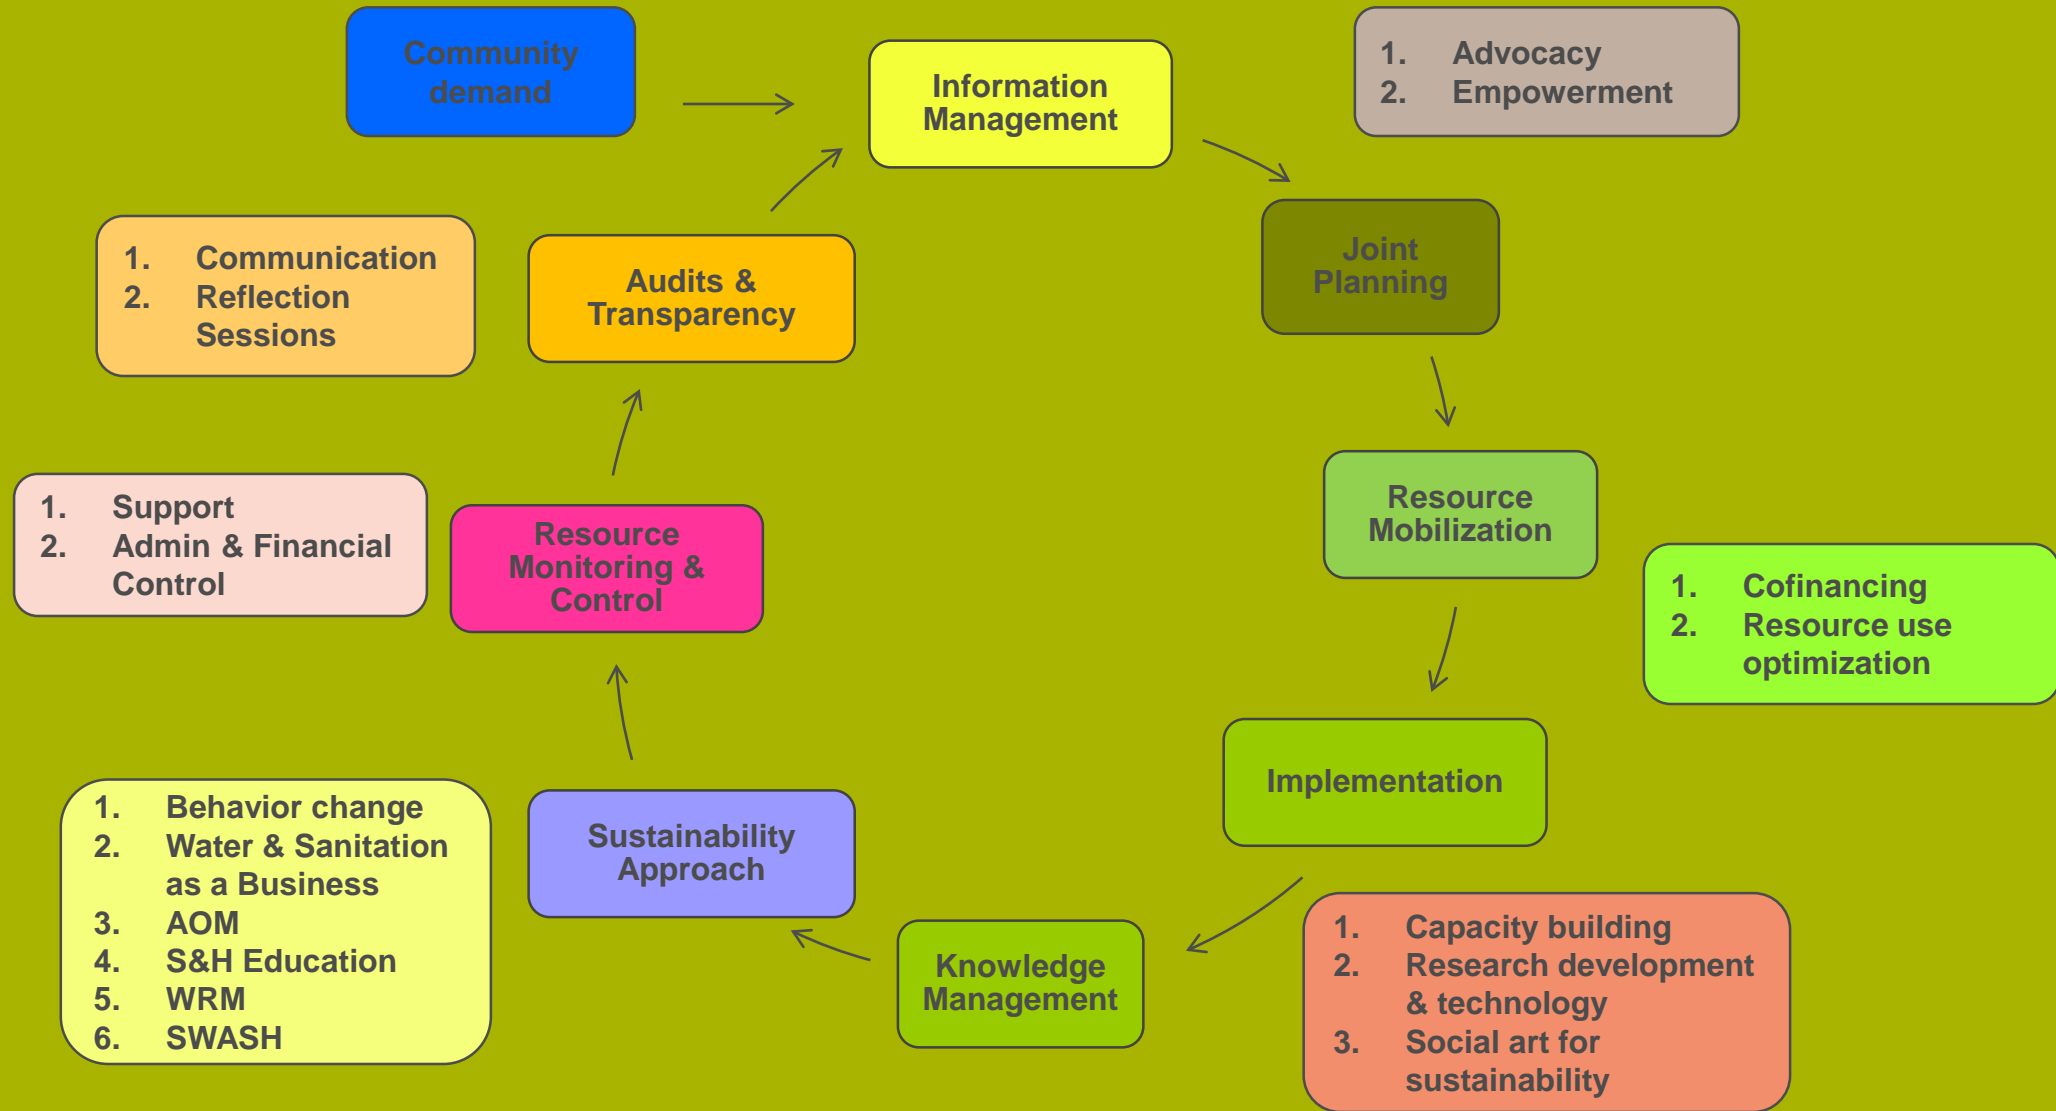 Community
demand
Information
Management
1. Advocacy
2. Empowerment
Joint
Planning
1. Communication
2. Reflection
Sessions
Audits &
Transparency
Resource
Mobilization
1. Support
2. Admin & Financial
Control
Resource
Monitoring &
Control
1. Cofinancing
2. Resource use
optimization
Implementation
1. Behavior change
2. Water & Sanitation
as a Business
3. AOM
4. S&H Education
5. WRM
6. SWASH
Sustainability
Approach
Knowledge
Management
1. Capacity building
2. Research development
& technology
3. Social art for
sustainability